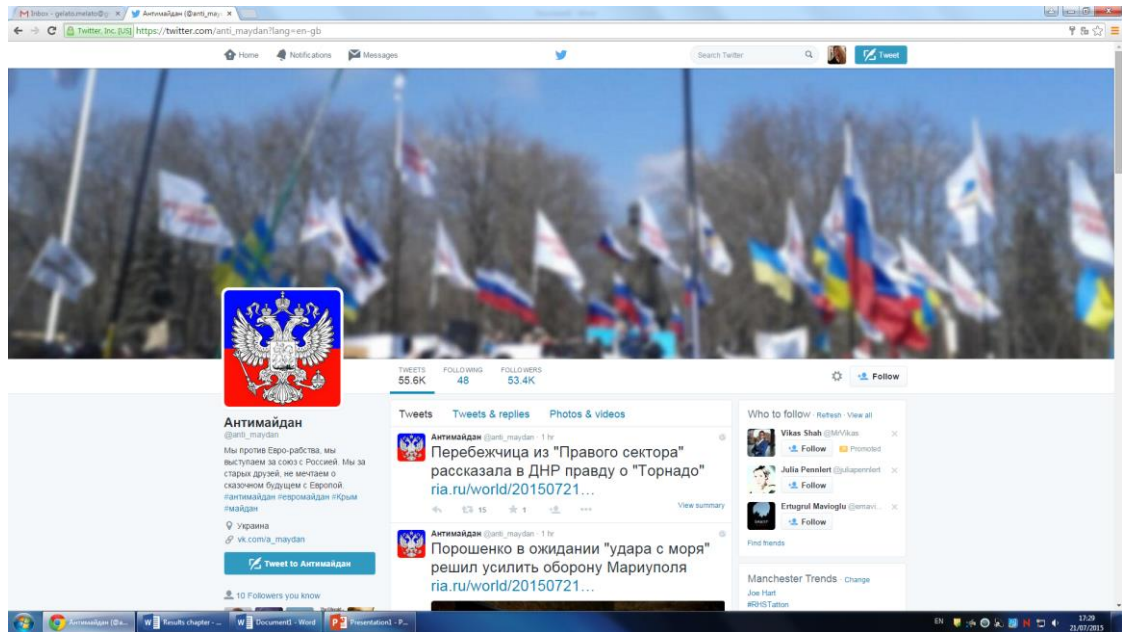 Inbox - gelato.melato@g
Антимайдан (@anti_may
Twitter, Inc. [US] https://twitter.com/anti_maydan?lang=en-gb
Home Notifications Messages Search Twitter Tweet
TWEETS FOLLOWING FOLLOWERS
55.6K 48 53.4K Follow
Антимайдан
@anti_maydan
Мы против Евро-рабства, мы
выступаем за союз с Россией. Мы за
старых друзей, не мечтаем о
сказочном будущем с Европой.
#антимайдан #евромайдан #Крым
#майдан
Украина
vk.com/a_maydan
Tweet to Антимайдан
10 Followers you know
Tweets Tweets & replies Photos & videos
Антимайдан @anti_maydan · 1 hr
Перебежчица из "Правого сектора"
рассказала в ДНР правду о "Торнадо"
ria.ru/world/20150721...
15 1 View summary
Антимайдан @anti_maydan · 1 hr
Порошенко в ожидании "удара с моря"
решил усилить оборону Мариуполя
ria.ru/world/20150721...
Who to follow · Refresh · View all
Vikas Shah @MrVikas
Follow Promoted
Julia Pennlert @juliapennlert
Follow
Ertugrul Mavioglu @emavi...
Follow
Find friends
Manchester Trends · Change
Joe Hart
#RHSTatton
Антимайдан (@a...
Results chapter - ...
Document1 - Word
Presentation1 - P...
EN
17:29
21/07/2015